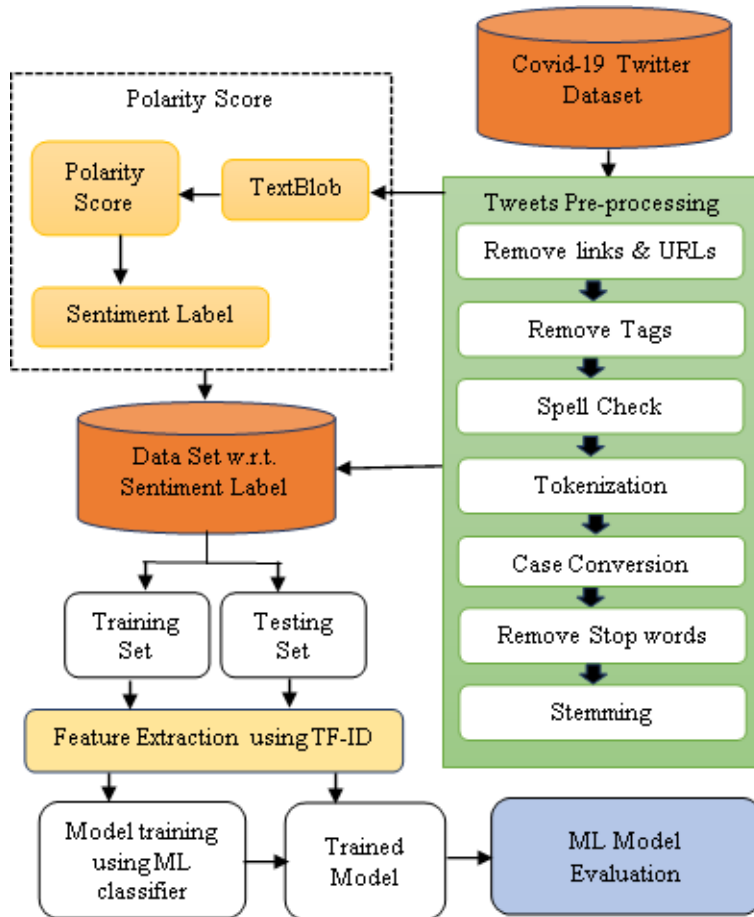 Covid-19 Twitter
Dataset
Polarity Score
Polarity
Score
TextBlob
Sentiment Label
Tweets Pre-processing
Remove links & URLs
Remove Tags
Spell Check
Tokenization
Case Conversion
Remove Stop words
Stemming
Data Set w.r.t.
Sentiment Label
Training
Set
Testing
Set
Feature Extraction using TF-ID
Model training
using ML
classifier
Trained
Model
ML Model
Evaluation